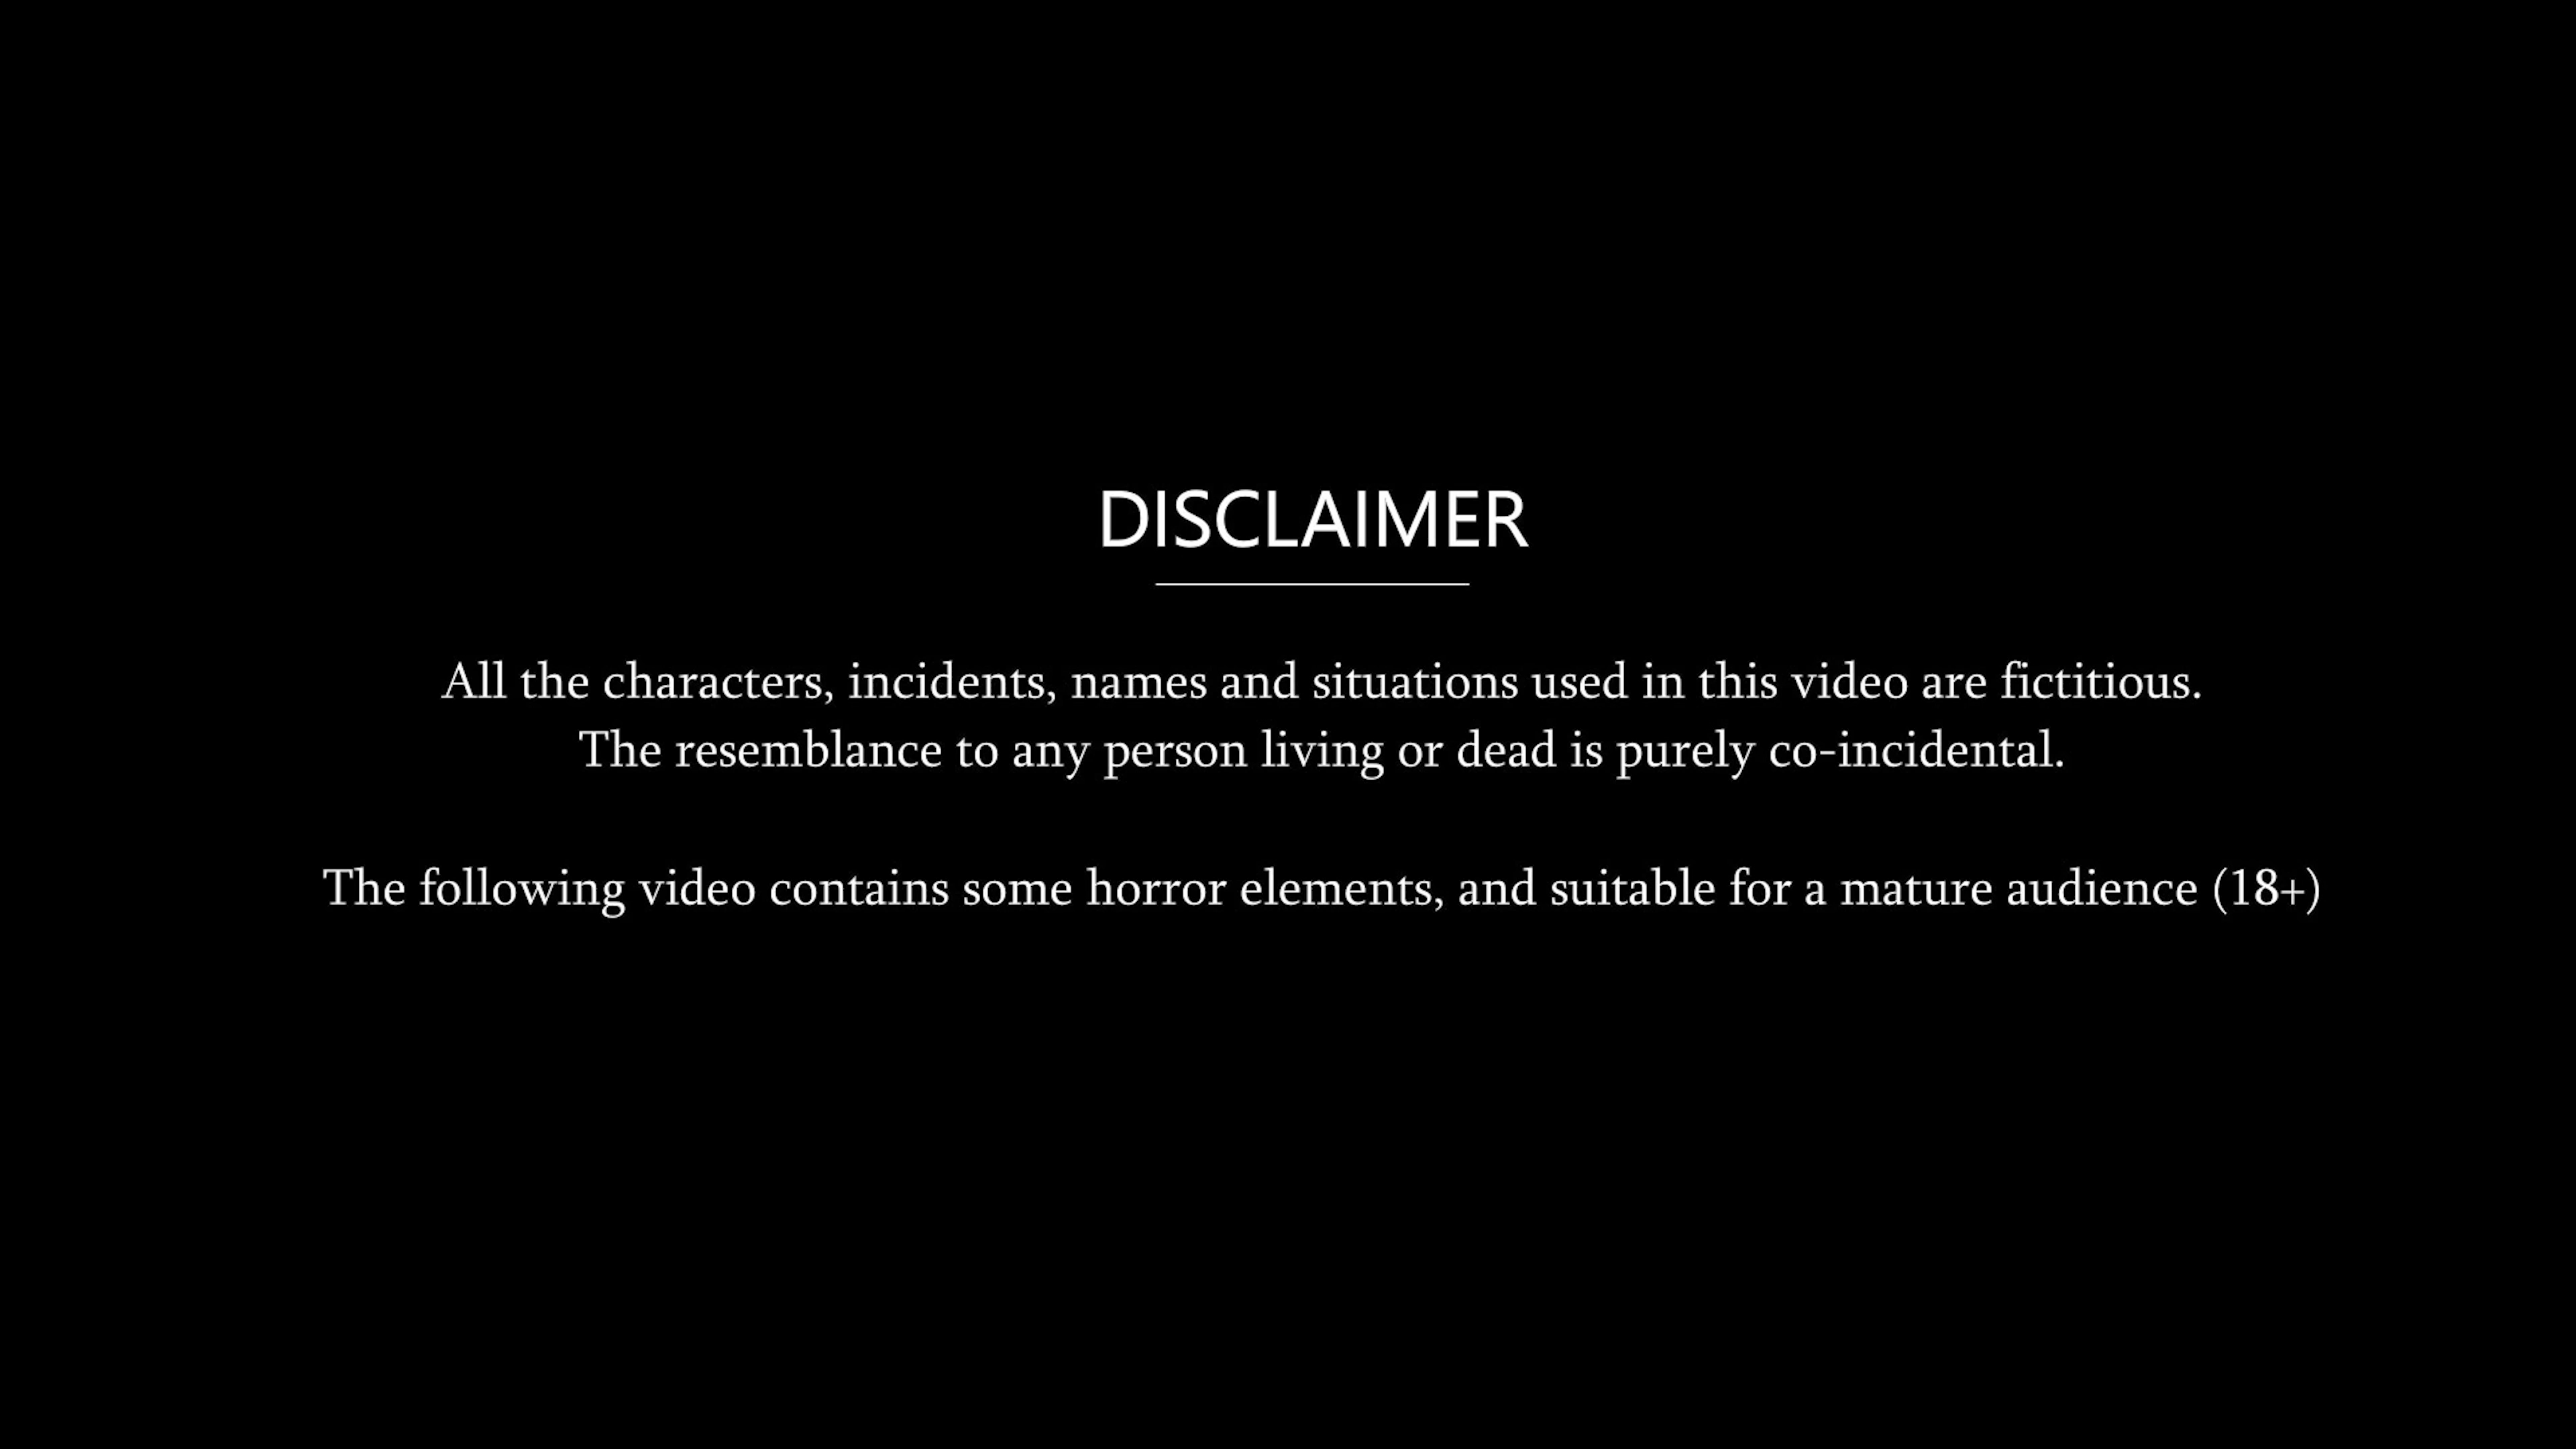 DISCLAIMER
All the characters, incidents, names and situations used in this video are fictitious.
The resemblance to any person living or dead is purely co-incidental.
The following video contains some horror elements, and suitable for a mature audience (18+)